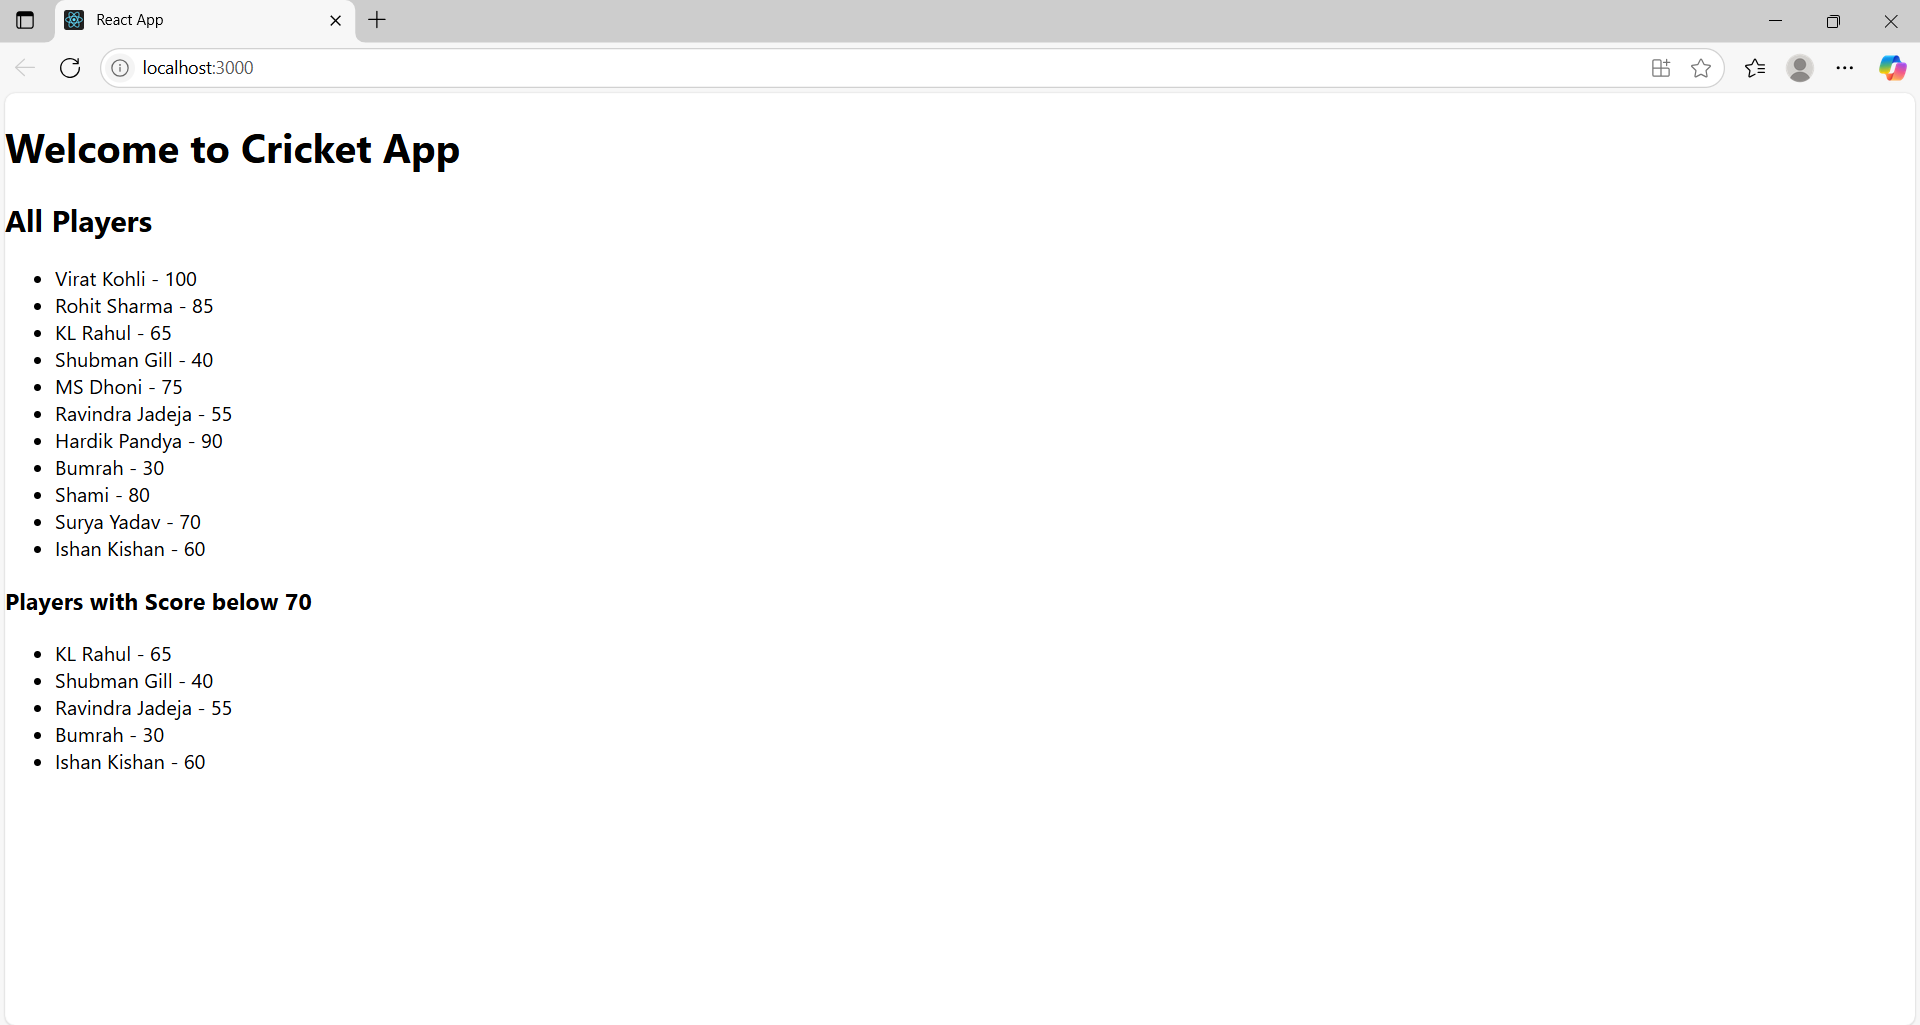 React App
localhost:3000
Welcome to Cricket App
All Players
Virat Kohli - 100
Rohit Sharma - 85
KL Rahul - 65
Shubman Gill - 40
MS Dhoni - 75
Ravindra Jadeja - 55
Hardik Pandya - 90
Bumrah - 30
Shami - 80
Surya Yadav - 70
Ishan Kishan - 60
Players with Score below 70
KL Rahul - 65
Shubman Gill - 40
Ravindra Jadeja - 55
Bumrah - 30
Ishan Kishan - 60